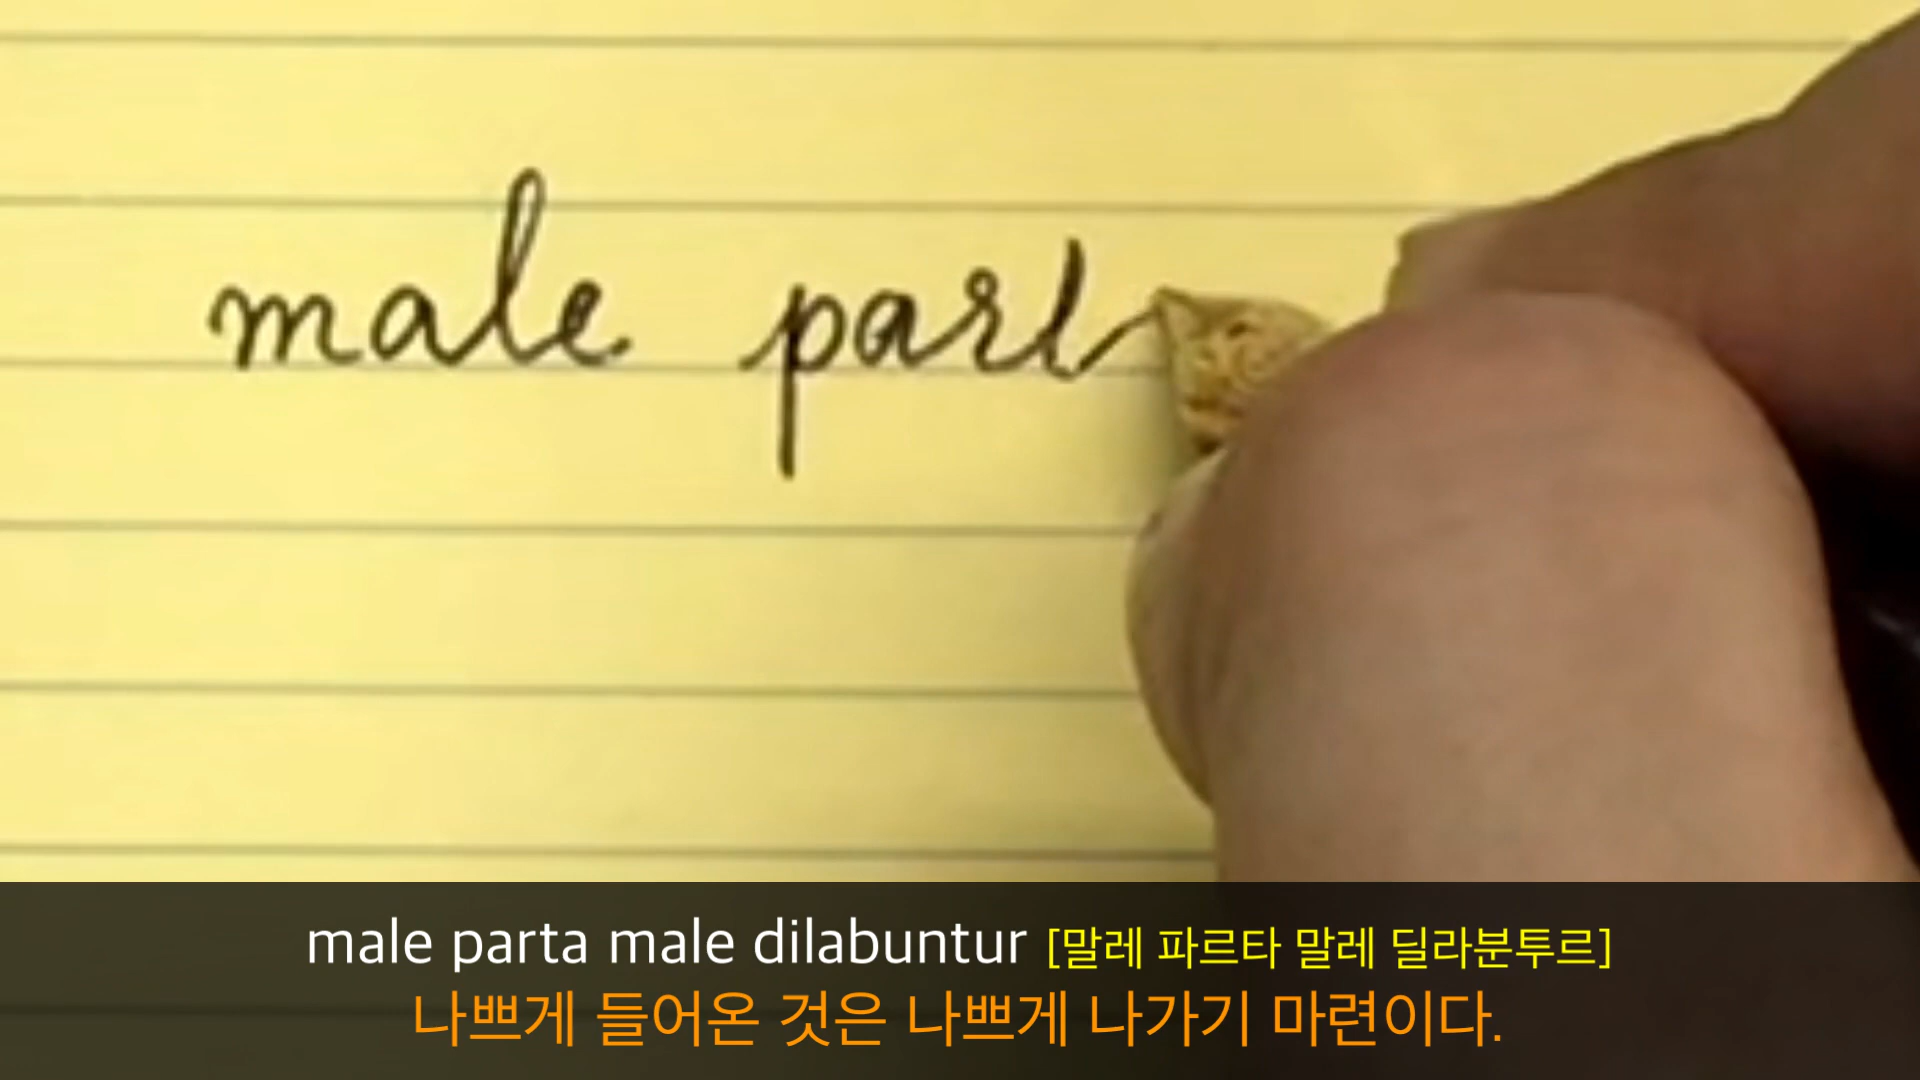 male part
male parta male dilabuntur [말레 파르타 말레 딜라분투르]
나쁘게 들어온 것은 나쁘게 나가기 마련이다.